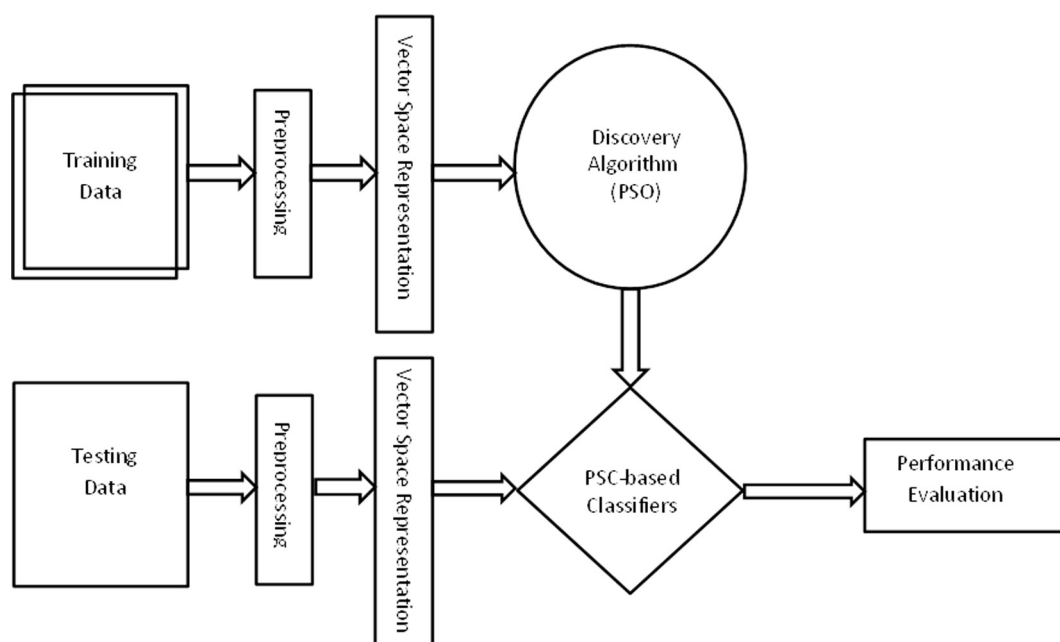 Training
Data
Preprocessing
Vector Space Representation
Discovery
Algorithm
(PSO)
Testing
Data
Preprocessing
Vector Space Representation
PSC-based
Classifiers
Performance
Evaluation